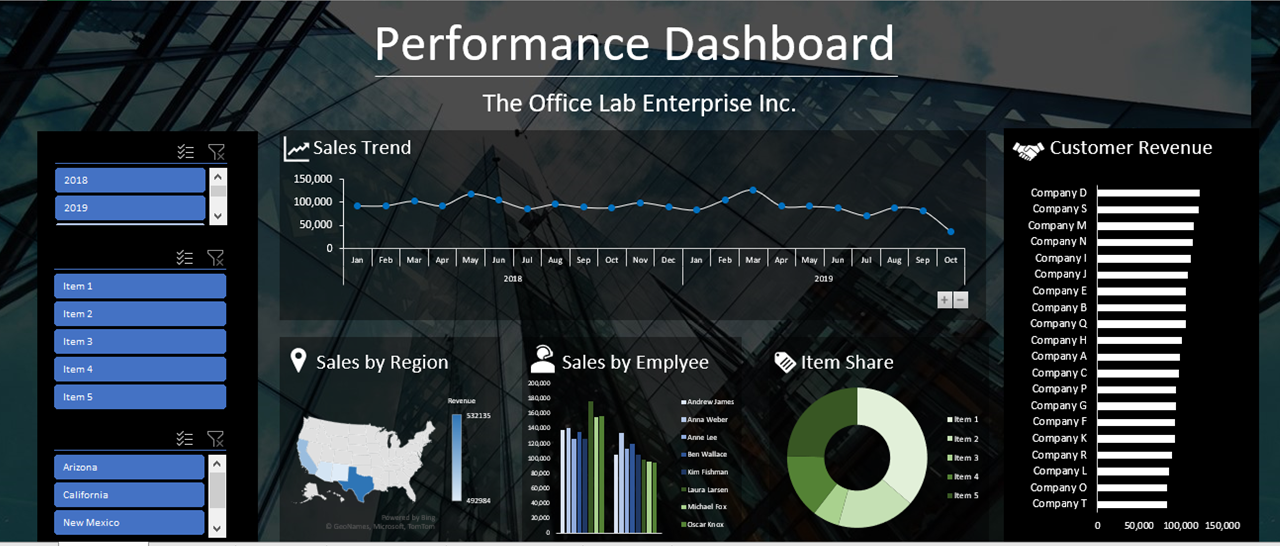 Performance Dashboard
The Office Lab Enterprise Inc.
2018
2019
Item 1
Item 2
Item 3
Item 4
Item 5
Arizona
California
New Mexico
Sales Trend
150,000
100,000
50,000
0
Jan Feb Mar Apr May Jun Jul Aug Sep Oct Nov Dec Jan Feb Mar Apr May Jun Jul Aug Sep Oct
2018 2019
+ −
Sales by Region
Revenue
532135
492984
Powered by Bing
© GeoNames, Microsoft, TomTom
Sales by Emplyee
200,000
180,000
160,000
140,000
120,000
100,000
80,000
60,000
40,000
20,000
0
Andrew James
Anna Weber
Anne Lee
Ben Wallace
Kim Fishman
Laura Larsen
Michael Fox
Oscar Knox
Item Share
Item 1
Item 2
Item 3
Item 4
Item 5
Customer Revenue
Company D
Company S
Company M
Company N
Company I
Company J
Company E
Company B
Company Q
Company H
Company A
Company C
Company P
Company G
Company F
Company K
Company R
Company L
Company O
Company T
0 50,000 100,000 150,000